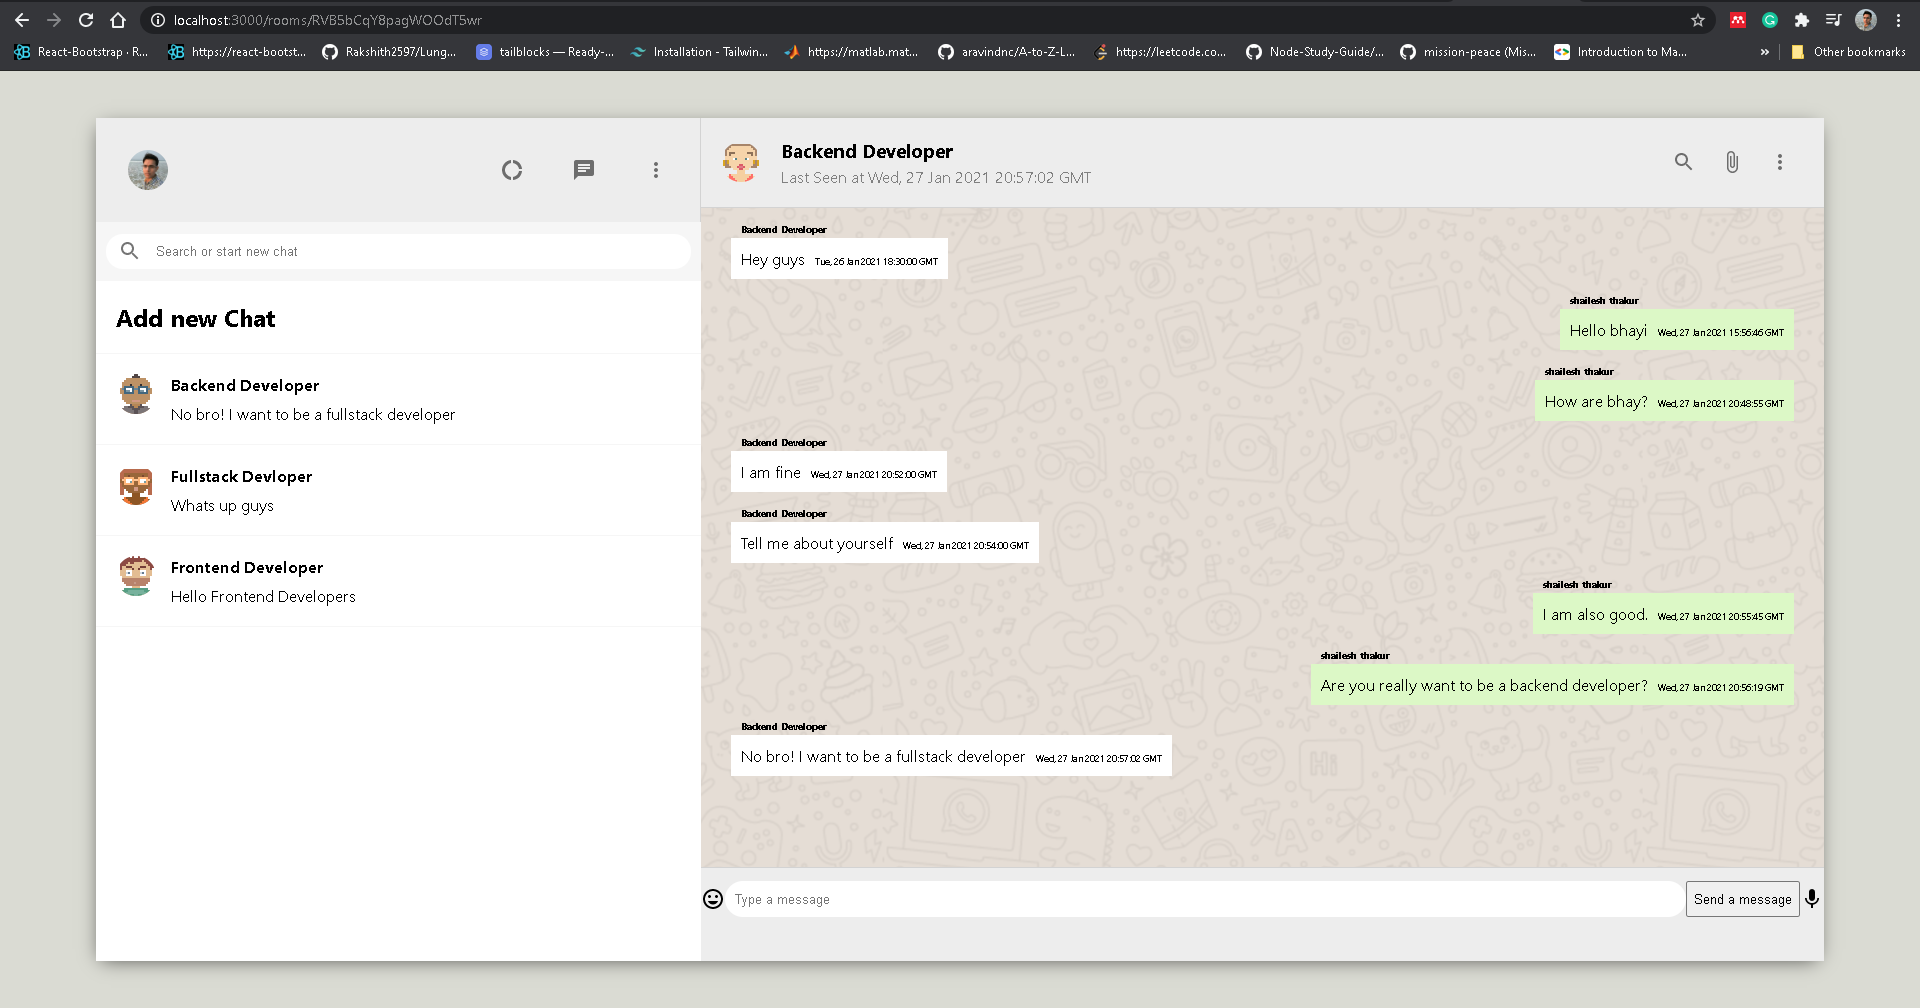 localhost:3000/rooms/RVB5bCqY8pagWOOdT5wr
React-Bootstrap · R...
https://react-bootst...
Rakshith2597/Lung...
tailblocks — Ready-...
Installation - Tailwin...
https://matlab.mat...
aravindnc/A-to-Z-L...
https://leetcode.co...
Node-Study-Guide/...
mission-peace (Mis...
Introduction to Ma...
»
Other bookmarks
Search or start new chat
Add new Chat
Backend Developer
No bro! I want to be a fullstack developer
Fullstack Devloper
Whats up guys
Frontend Developer
Hello Frontend Developers
Backend Developer
Last Seen at Wed, 27 Jan 2021 20:57:02 GMT
Backend Developer
Hey guys Tue, 26 Jan 2021 18:30:00 GMT
shailesh thakur
Hello bhayi Wed, 27 Jan 2021 15:56:46 GMT
shailesh thakur
How are bhay? Wed, 27 Jan 2021 20:48:55 GMT
Backend Developer
I am fine Wed, 27 Jan 2021 20:52:00 GMT
Backend Developer
Tell me about yourself Wed, 27 Jan 2021 20:54:00 GMT
shailesh thakur
I am also good. Wed, 27 Jan 2021 20:55:45 GMT
shailesh thakur
Are you really want to be a backend developer? Wed, 27 Jan 2021 20:56:19 GMT
Backend Developer
No bro! I want to be a fullstack developer Wed, 27 Jan 2021 20:57:02 GMT
Hi
Type a message
Send a message